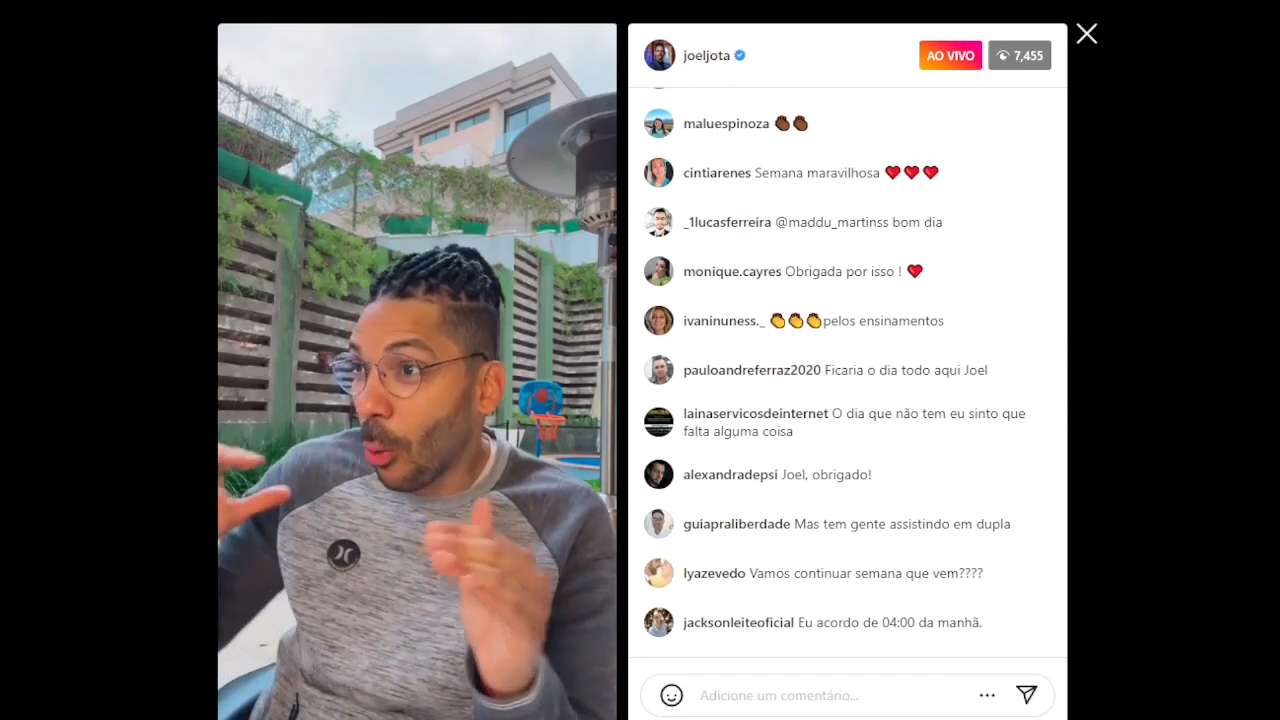 joeljota
AO VIVO
7,455
maluespinoza
cintiarenes Semana maravilhosa
_1lucasferreira @maddu_martinss bom dia
monique.cayres Obrigada por isso !
ivaninuness._ pelos ensinamentos
pauloandreferraz2020 Ficaria o dia todo aqui Joel
lainaservicosdeinternet O dia que não tem eu sinto que
falta alguma coisa
alexandradepsi Joel, obrigado!
guiapraliberdade Mas tem gente assistindo em dupla
lyazevedo Vamos continuar semana que vem????
jacksonleiteoficial Eu acordo de 04:00 da manhã.
Adicione um comentário...